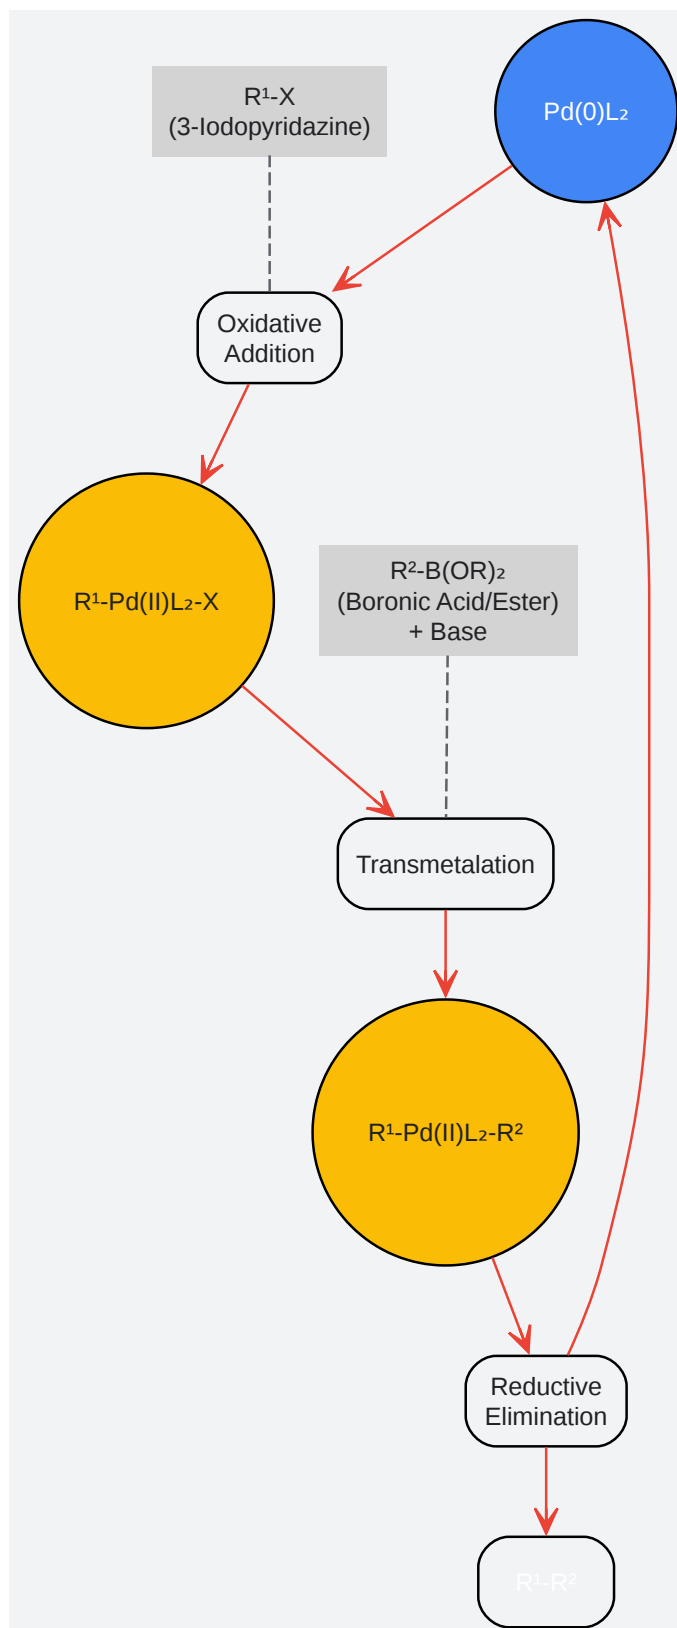 R¹-X
(3-Iodopyridazine)
Pd(0)L₂
Oxidative
Addition
R¹-Pd(II)L₂-X
R²-B(OR)₂
(Boronic Acid/Ester)
+ Base
Transmetalation
R¹-Pd(II)L₂-R²
Reductive
Elimination
R¹-R²